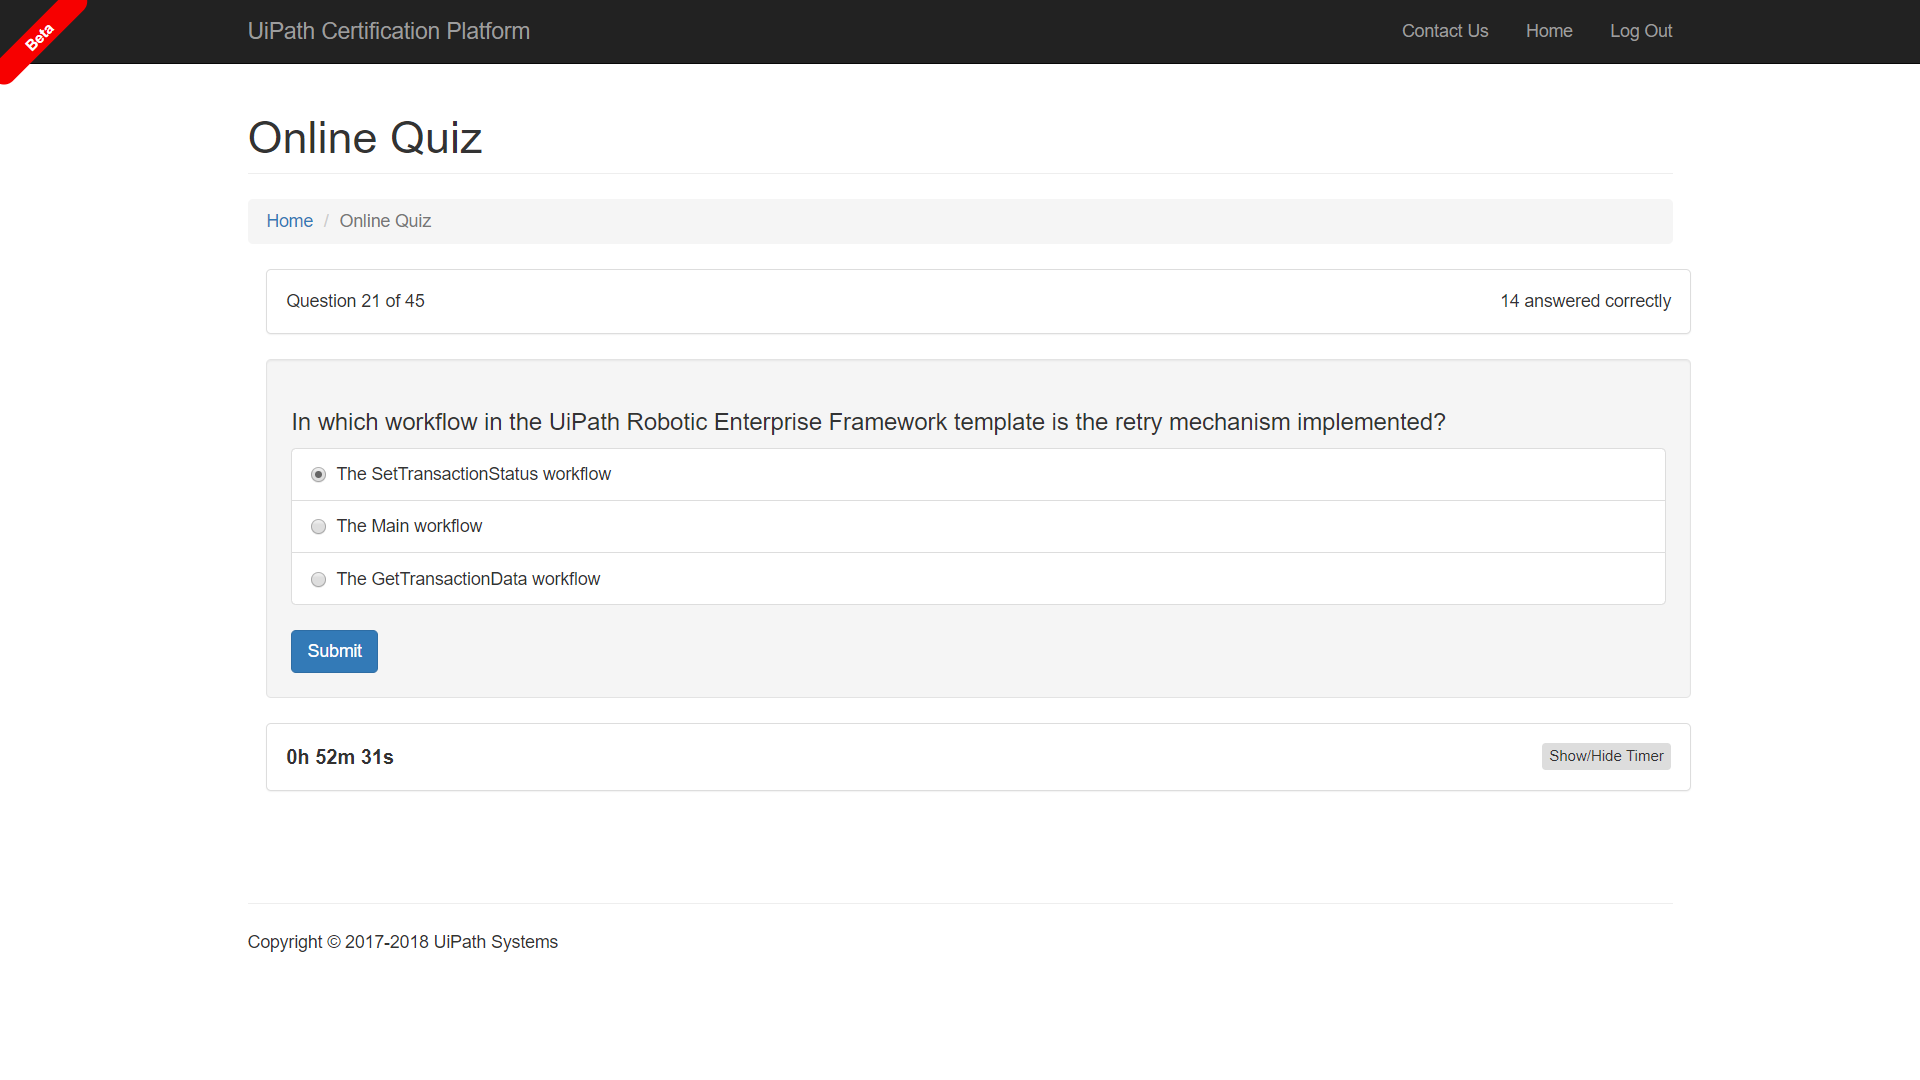 Beta
UiPath Certification Platform
Contact Us
Home
Log Out
Online Quiz
Home / Online Quiz
Question 21 of 45
14 answered correctly
In which workflow in the UiPath Robotic Enterprise Framework template is the retry mechanism implemented?
The SetTransactionStatus workflow
The Main workflow
The GetTransactionData workflow
Submit
0h 52m 31s
Show/Hide Timer
Copyright © 2017-2018 UiPath Systems